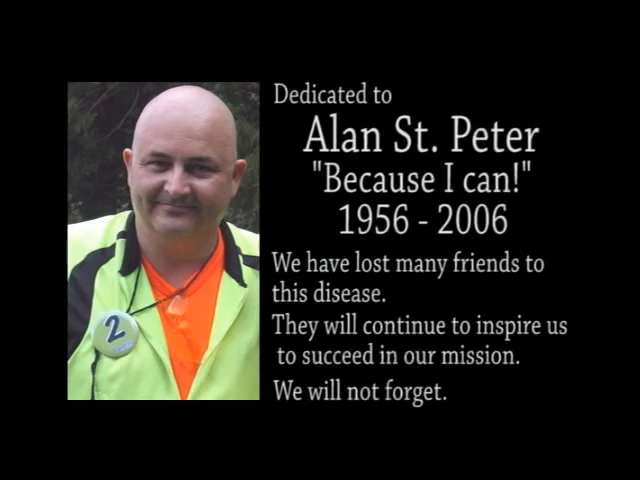 Dedicated to
Alan St. Peter
"Because I can!"
1956 - 2006
We have lost many friends to
this disease.
They will continue to inspire us
to succeed in our mission.
We will not forget.
2